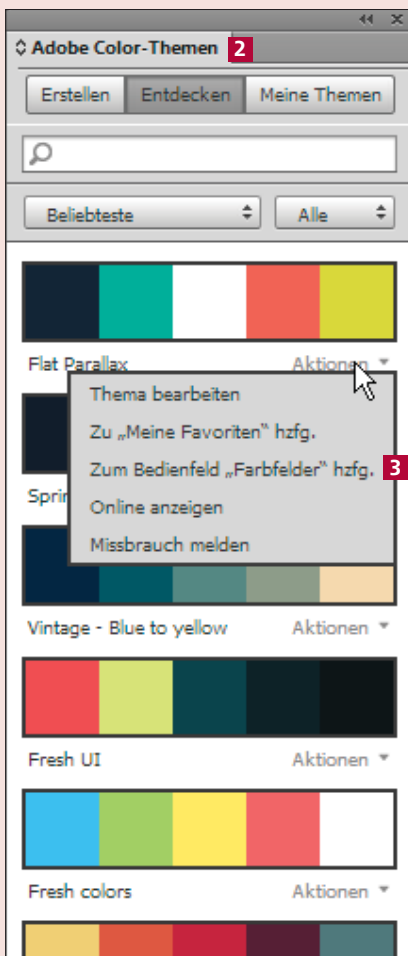 Adobe Color-Themen 2
Erstellen Entdecken Meine Themen
Beliebteste Alle
Flat Parallax Aktionen
Thema bearbeiten
Zu „Meine Favoriten“ hzfg.
Zum Bedienfeld „Farbfelder“ hzfg. 3
Online anzeigen
Missbrauch melden
Vintage - Blue to yellow Aktionen
Fresh UI Aktionen
Fresh colors Aktionen